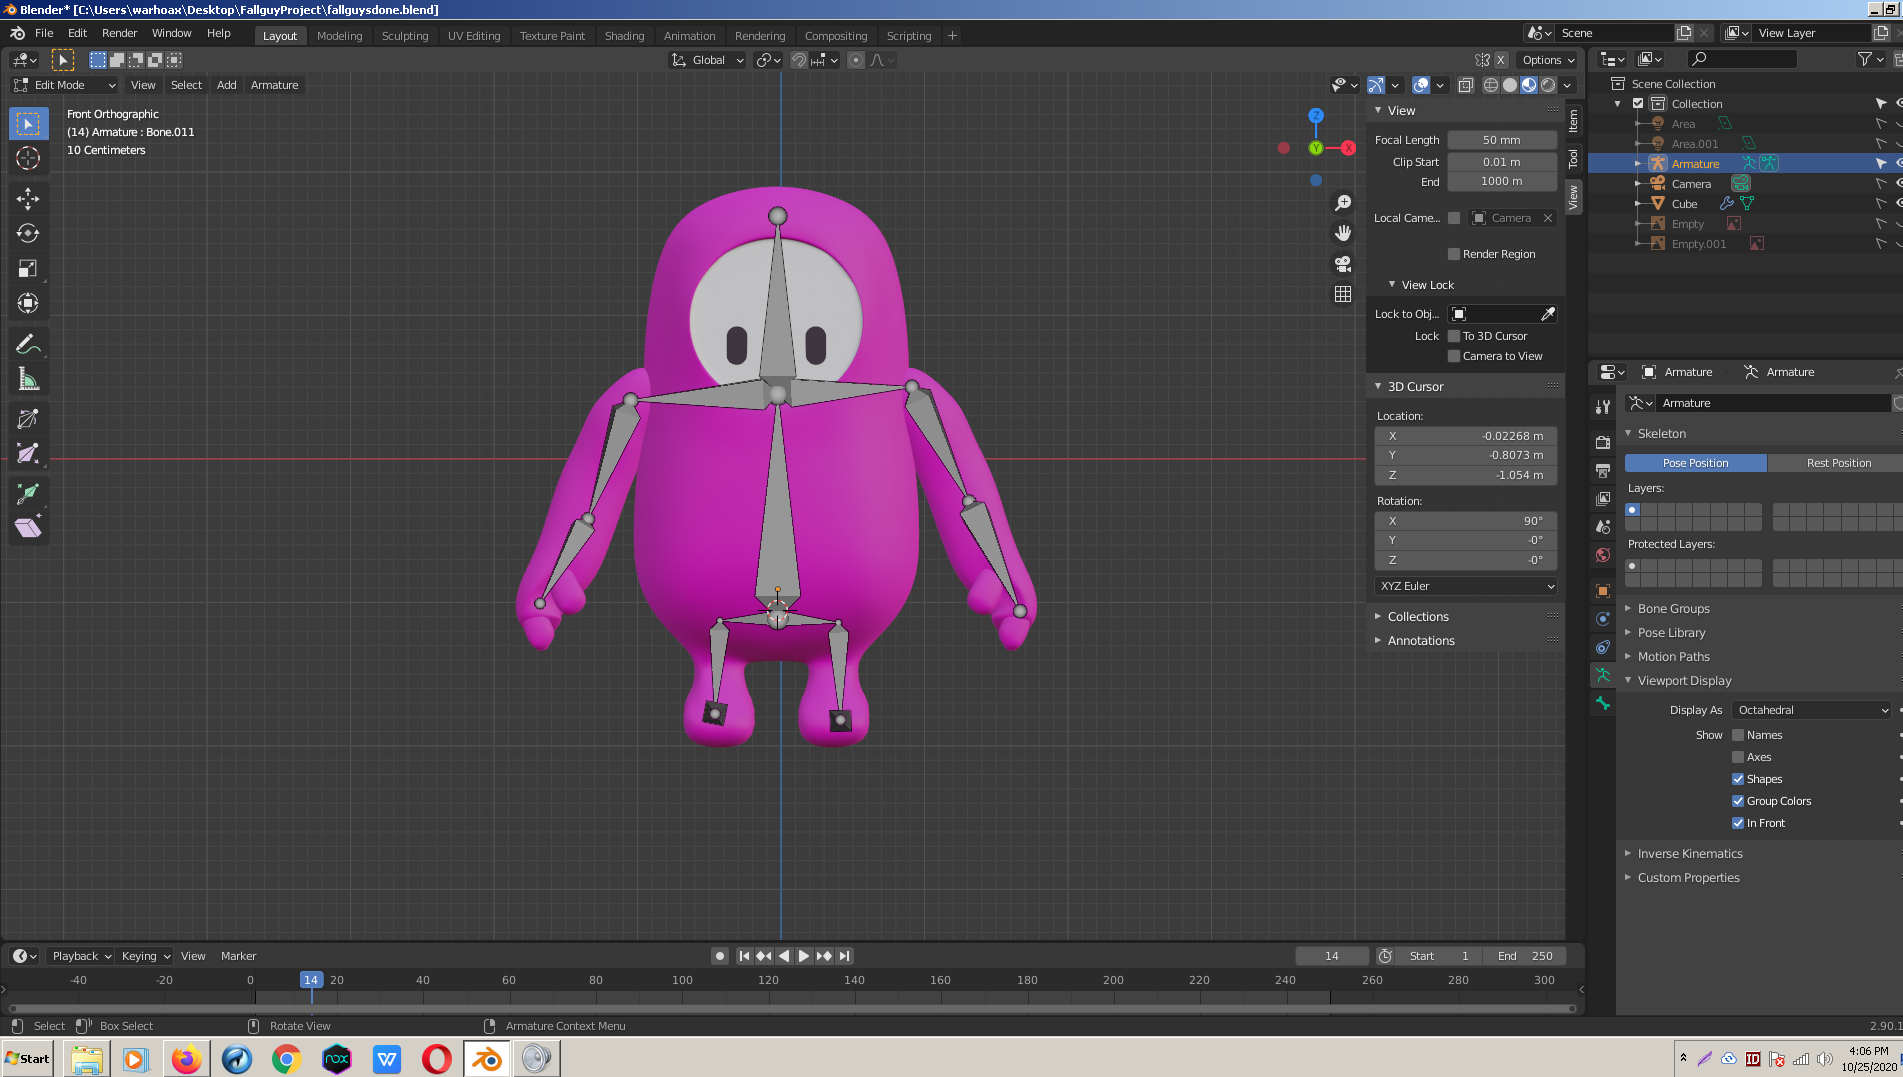 Blender* [C:\Users\warhoax\Desktop\FallguyProject\fallguysdone.blend]
File Edit Render Window Help Layout Modeling Sculpting UV Editing Texture Paint Shading Animation Rendering Compositing Scripting + Scene View Layer
Global X Options
Edit Mode View Select Add Armature
Front Orthographic
(14) Armature : Bone.011
10 Centimeters
Z
Y
X
View
Focal Length 50 mm
Clip Start 0.01 m
End 1000 m
Local Came... Camera
Render Region
View Lock
Lock to Obj...
Lock To 3D Cursor
Camera to View
3D Cursor
Location:
X -0.02268 m
Y -0.8073 m
Z -1.054 m
Rotation:
X 90°
Y -0°
Z -0°
XYZ Euler
Collections
Annotations
Item
Tool
View
Scene Collection
Collection
Area
Area.001
Armature
Camera
Cube
Empty
Empty.001
Armature Armature
Armature
Skeleton
Pose Position Rest Position
Layers:
Protected Layers:
Bone Groups
Pose Library
Motion Paths
Viewport Display
Display As Octahedral
Show Names
Axes
Shapes
Group Colors
In Front
Inverse Kinematics
Custom Properties
Playback Keying View Marker 14 Start 1 End 250
-40 -20 0 14 20 40 60 80 100 120 140 160 180 200 220 240 260 280 300
Select Box Select Rotate View Armature Context Menu 2.90.1
Start nox W ID 4:06 PM
10/25/2020